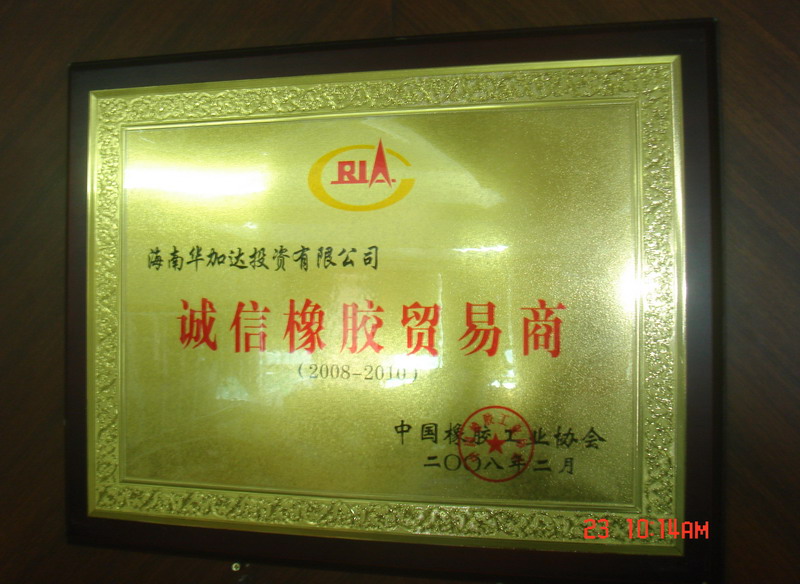 CRIA
海南华加达投资有限公司
诚信橡胶贸易商
(2008-2010)
中国橡胶工业协会
二〇〇八年二月
23 10:14AM